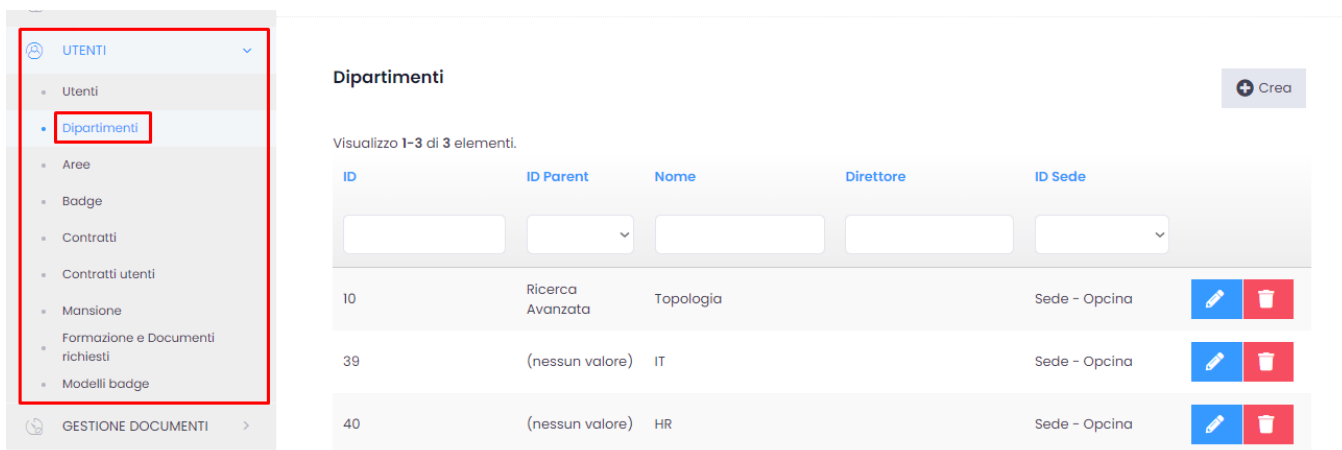 UTENTI
Utenti
Dipartimenti
Aree
Badge
Contratti
Contratti utenti
Mansione
Formazione e Documenti
richiesti
Modelli badge
GESTIONE DOCUMENTI
Dipartimenti
Crea
Visualizzo 1-3 di 3 elementi.
ID ID Parent Nome Direttore ID Sede
10 Ricerca Avanzata Topologia Sede - Opcina
39 (nessun valore) IT Sede - Opcina
40 (nessun valore) HR Sede - Opcina